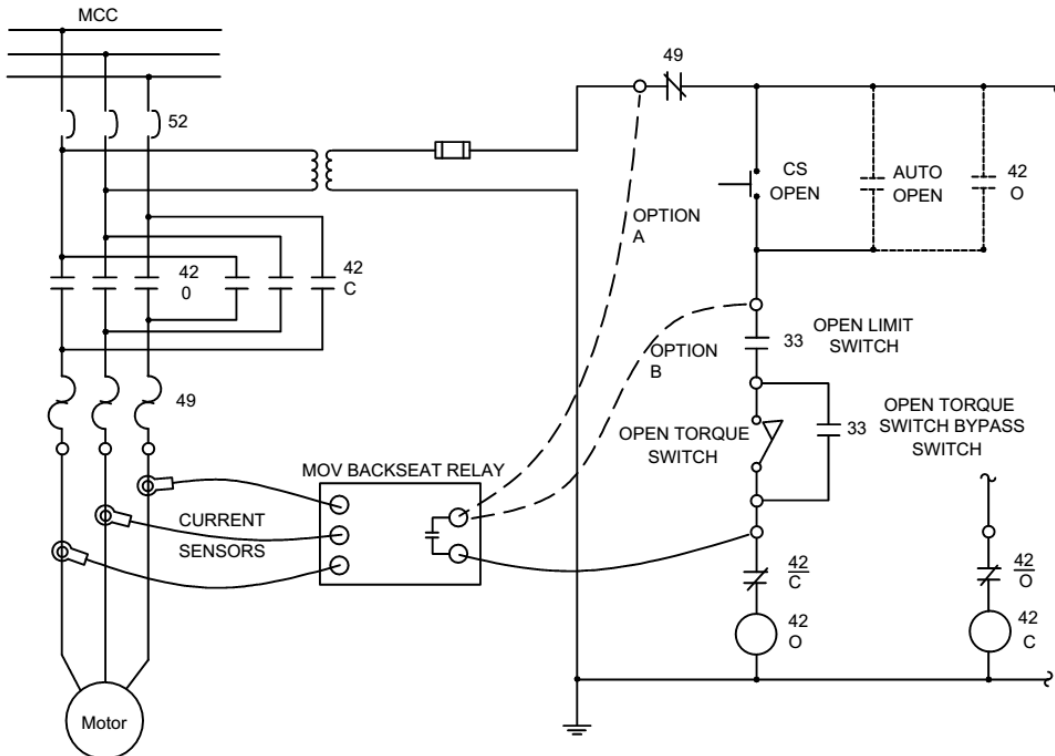 MCC
49
52
CS
OPEN
AUTO
OPEN
42
O
OPTION
A
42
0
42
C
33
OPEN LIMIT
SWITCH
OPTION
B
49
OPEN TORQUE
SWITCH
33
OPEN TORQUE
SWITCH BYPASS
SWITCH
MOV BACKSEAT RELAY
CURRENT
SENSORS
42
C
42
O
42
O
42
C
Motor